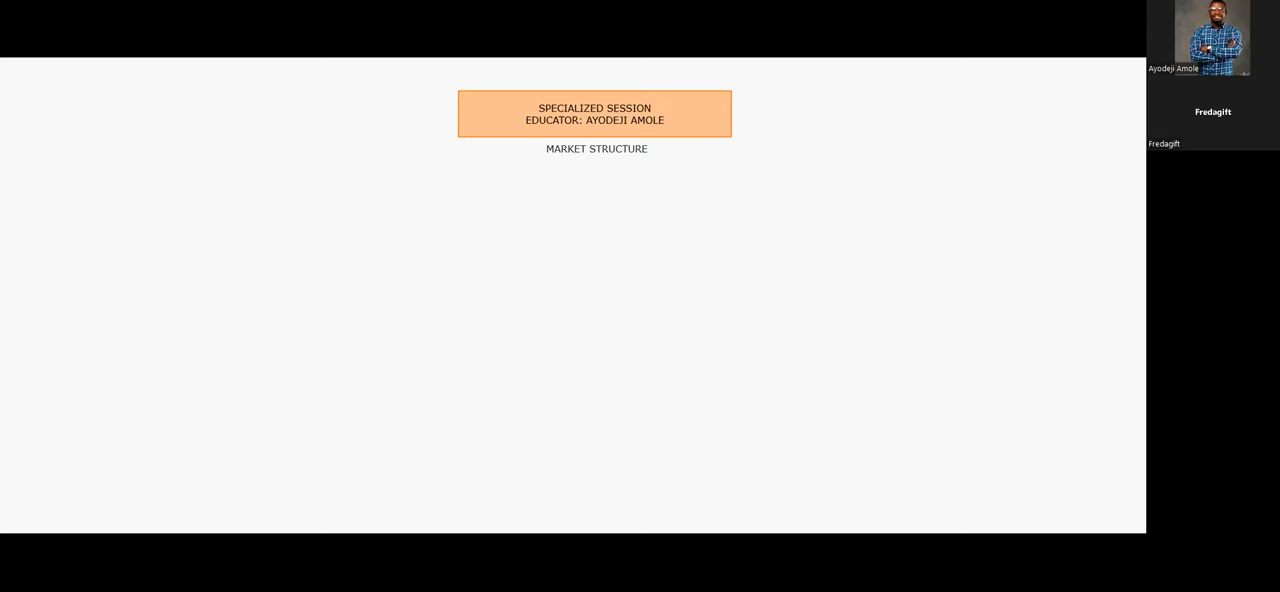 SPECIALIZED SESSION
EDUCATOR: AYODEJI AMOLE
MARKET STRUCTURE
Ayodeji Amole
Fredagift
Fredagift